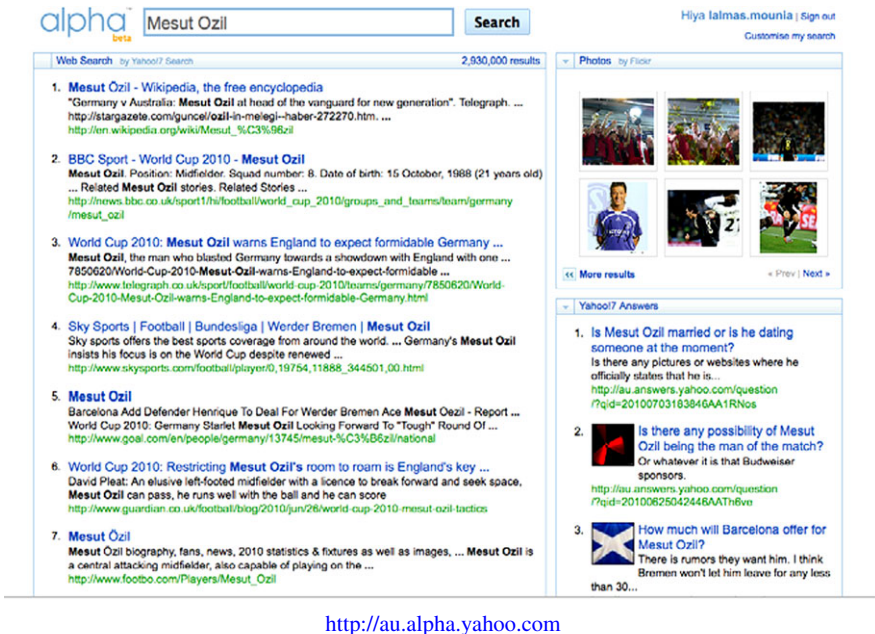 alpha™
beta
Mesut Ozil
Search
Hiya lalmas.mounia | Sign out
Customise my search
Web Search by Yahoo!7 Search
2,930,000 results
1. Mesut Özil - Wikipedia, the free encyclopedia
"Germany v Australia: Mesut Ozil at head of the vanguard for new generation". Telegraph. ...
http://stargazete.com/guncel/ozil-in-melegi--haber-272270.htm. ...
http://en.wikipedia.org/wiki/Mesut_%C3%96zil
2. BBC Sport - World Cup 2010 - Mesut Ozil
Mesut Ozil. Position: Midfielder. Squad number: 8. Date of birth: 15 October, 1988 (21 years old)
... Related Mesut Ozil stories. Related Stories ...
http://news.bbc.co.uk/sport1/hi/football/world_cup_2010/groups_and_teams/team/germany
/mesut_ozil
3. World Cup 2010: Mesut Ozil warns England to expect formidable Germany ...
Mesut Ozil, the man who blasted Germany towards a showdown with England with one ...
7850620/World-Cup-2010-Mesut-Ozil-warns-England-to-expect-formidable ...
http://www.telegraph.co.uk/sport/football/world-cup-2010/teams/germany/7850620/World-
Cup-2010-Mesut-Ozil-warns-England-to-expect-formidable-Germany.html
4. Sky Sports | Football | Bundesliga | Werder Bremen | Mesut Ozil
Sky sports offers the best sports coverage from around the world. ... Germany's Mesut Ozil
insists his focus is on the World Cup despite renewed ...
http://www.skysports.com/football/player/0,19754,11888_344501,00.html
5. Mesut Ozil
Barcelona Add Defender Henrique To Deal For Werder Bremen Ace Mesut Oezil - Report ...
World Cup 2010: Germany Starlet Mesut Ozil Looking Forward To "Tough" Round Of ...
http://www.goal.com/en/people/germany/13745/mesut-%C3%B6zil/national
6. World Cup 2010: Restricting Mesut Ozil's room to roam is England's key ...
David Pleat: An elusive left-footed midfielder with a licence to break forward and seek space,
Mesut Ozil can pass, he runs well with the ball and he can score
http://www.guardian.co.uk/football/blog/2010/jun/26/world-cup-2010-mesut-ozil-tactics
7. Mesut Özil
Mesut Özil biography, fans, news, 2010 statistics & fixtures as well as images, ... Mesut Ozil is
a central attacking midfielder, also capable of playing on the ...
http://www.footbo.com/Players/Mesut_Ozil
Photos by Flickr
More results
« Prev | Next »
Yahoo!7 Answers
1. Is Mesut Ozil married or is he dating
someone at the moment?
Is there any pictures or websites where he
officially states that he is...
http://au.answers.yahoo.com/question
/?qid=20100703183846AA1RNos
2. Is there any possibility of Mesut
Ozil being the man of the match?
Or whatever it is that Budweiser
sponsors.
http://au.answers.yahoo.com/question
/?qid=20100625042446AATh6ve
3. How much will Barcelona offer for
Mesut Ozil?
There is rumors they want him. I think
Bremen won't let him leave for any less
than 30...
http://au.alpha.yahoo.com